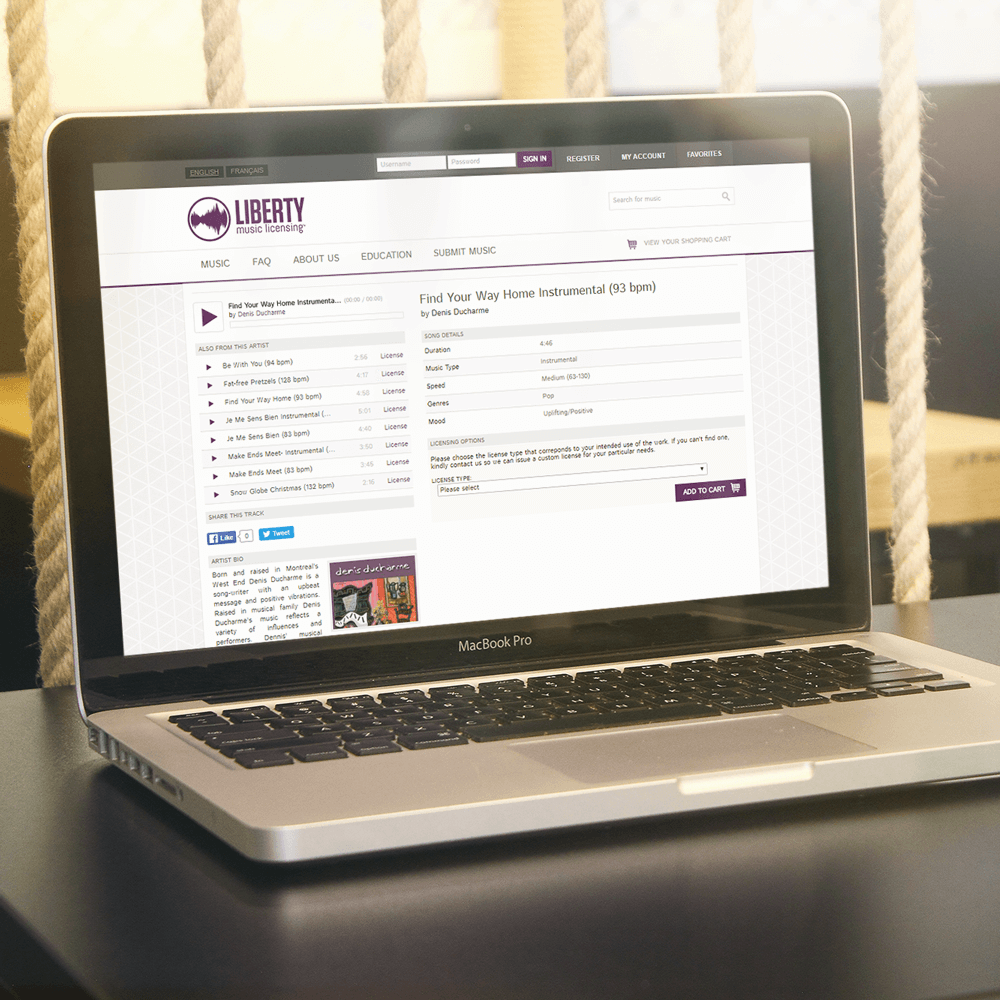 ENGLISH FRANÇAIS
Username Password SIGN IN REGISTER MY ACCOUNT FAVORITES
LIBERTY
music licensing
Search for music
MUSIC FAQ ABOUT US EDUCATION SUBMIT MUSIC
VIEW YOUR SHOPPING CART
Find Your Way Home Instrumenta... (00:00 / 00:00)
by Denis Ducharme
ALSO FROM THIS ARTIST
Be With You (94 bpm) 2:56 License
Fat-free Pretzels (128 bpm) 4:17 License
Find Your Way Home (93 bpm) 4:58 License
Je Me Sens Bien Instrumental (... 5:01 License
Je Me Sens Bien (83 bpm) 4:40 License
Make Ends Meet- Instrumental (... 3:50 License
Make Ends Meet (83 bpm) 3:45 License
Snow Globe Christmas (132 bpm) 2:16 License
SHARE THIS TRACK
Like 0 Tweet
ARTIST BIO
Born and raised in Montreal's
West End Denis Ducharme is a
song-writer with an upbeat
message and positive vibrations.
Raised in musical family Denis
Ducharme's music reflects a
variety of influences and
performers. Dennis' musical
denis ducharme
Find Your Way Home Instrumental (93 bpm)
by Denis Ducharme
SONG DETAILS
Duration 4:46
Music Type Instrumental
Speed Medium (63-130)
Genres Pop
Mood Uplifting/Positive
LICENSING OPTIONS
Please choose the license type that correponds to your intended use of the work. If you can't find one,
kindly contact us so we can issue a custom license for your particular needs.
LICENSE TYPE:
Please select
ADD TO CART
MacBook Pro